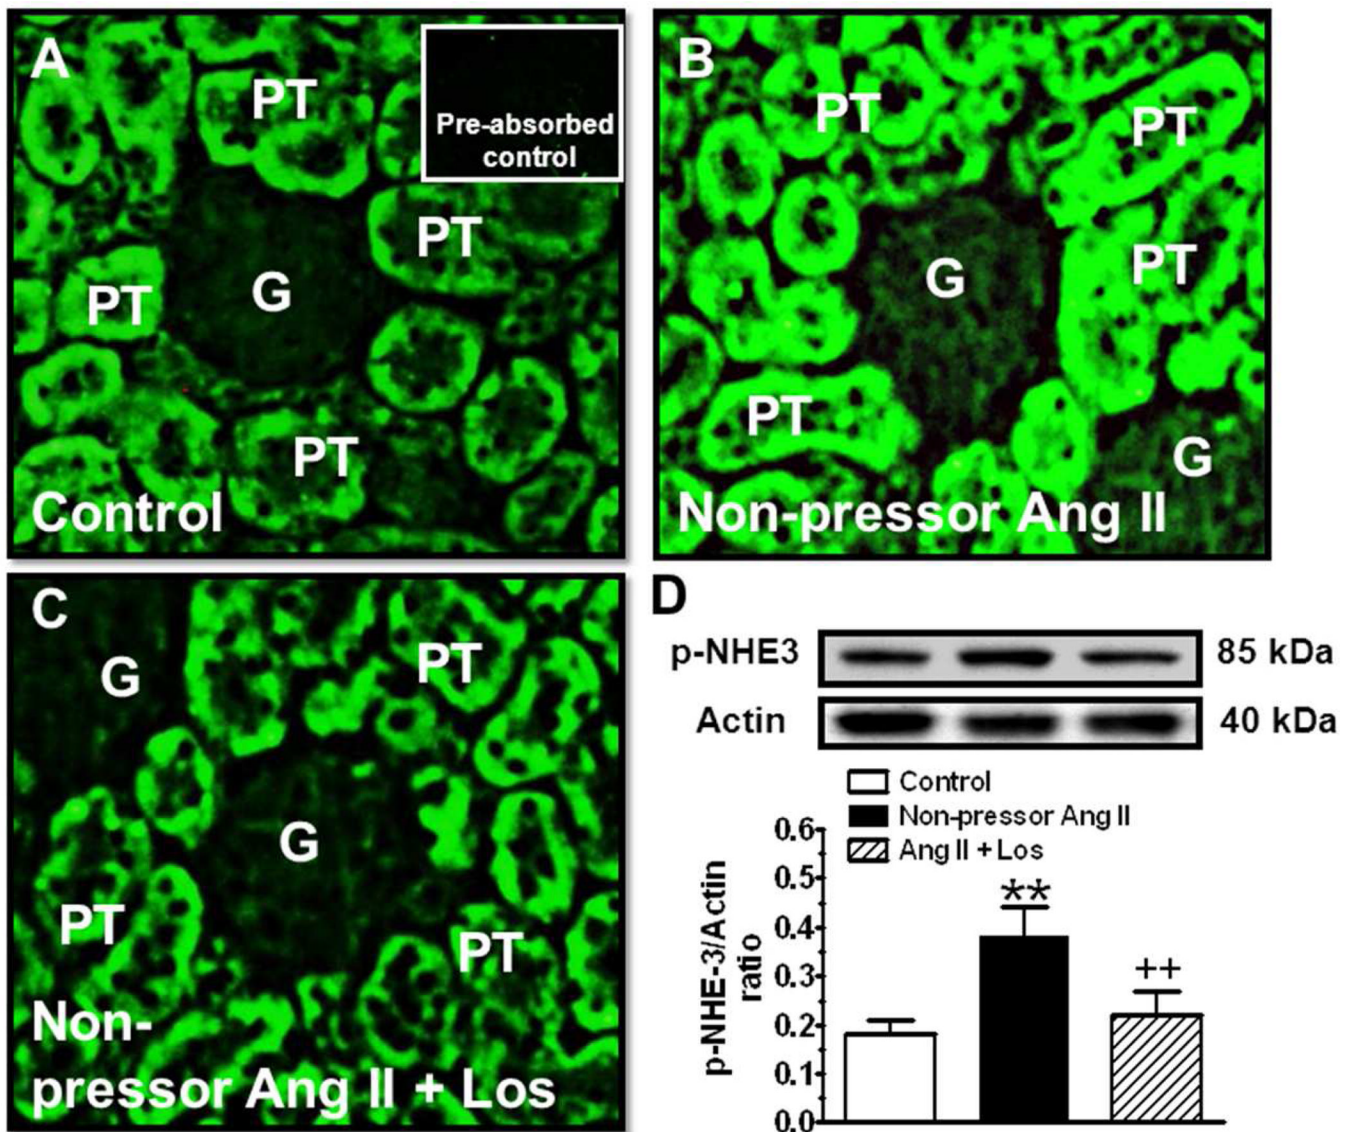 A
PT
Pre-absorbed
control
PT
PT
G
PT
Control
B
PT
PT
PT
G
PT
G
Non-pressor Ang II
C
G
PT
G
PT
PT
Non-
pressor Ang II + Los
D
p-NHE3
85 kDa
Actin
40 kDa
Control
Non-pressor Ang II
Ang II + Los
p-NHE-3/Actin
ratio
0.6
0.5
0.4
0.3
0.2
0.1
0.0
**
++